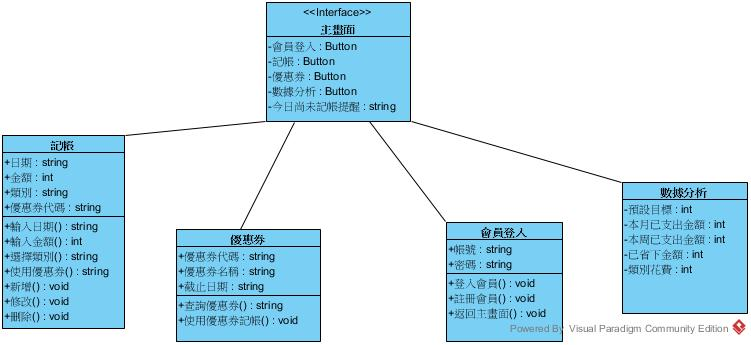 <<Interface>>
主畫面
-會員登入 : Button
-記帳 : Button
-優惠券 : Button
-數據分析 : Button
-今日尚未記帳提醒 : string
記帳
+日期 : string
+金額 : int
+類別 : string
+優惠券代碼 : string
+輸入日期() : string
+輸入金額() : int
+選擇類別() : string
+使用優惠券() : string
+新增() : void
+修改() : void
+刪除() : void
優惠券
+優惠券代碼 : string
+優惠券名稱 : string
+截止日期 : string
+查詢優惠券() : string
+使用優惠券記帳() : void
會員登入
+帳號 : string
+密碼 : string
+登入會員() : void
+註冊會員() : void
+返回主畫面() : void
數據分析
-預設目標 : int
-本月已支出金額 : int
-本周已支出金額 : int
-已省下金額 : int
-類別花費 : int
Powered By Visual Paradigm Community Edition